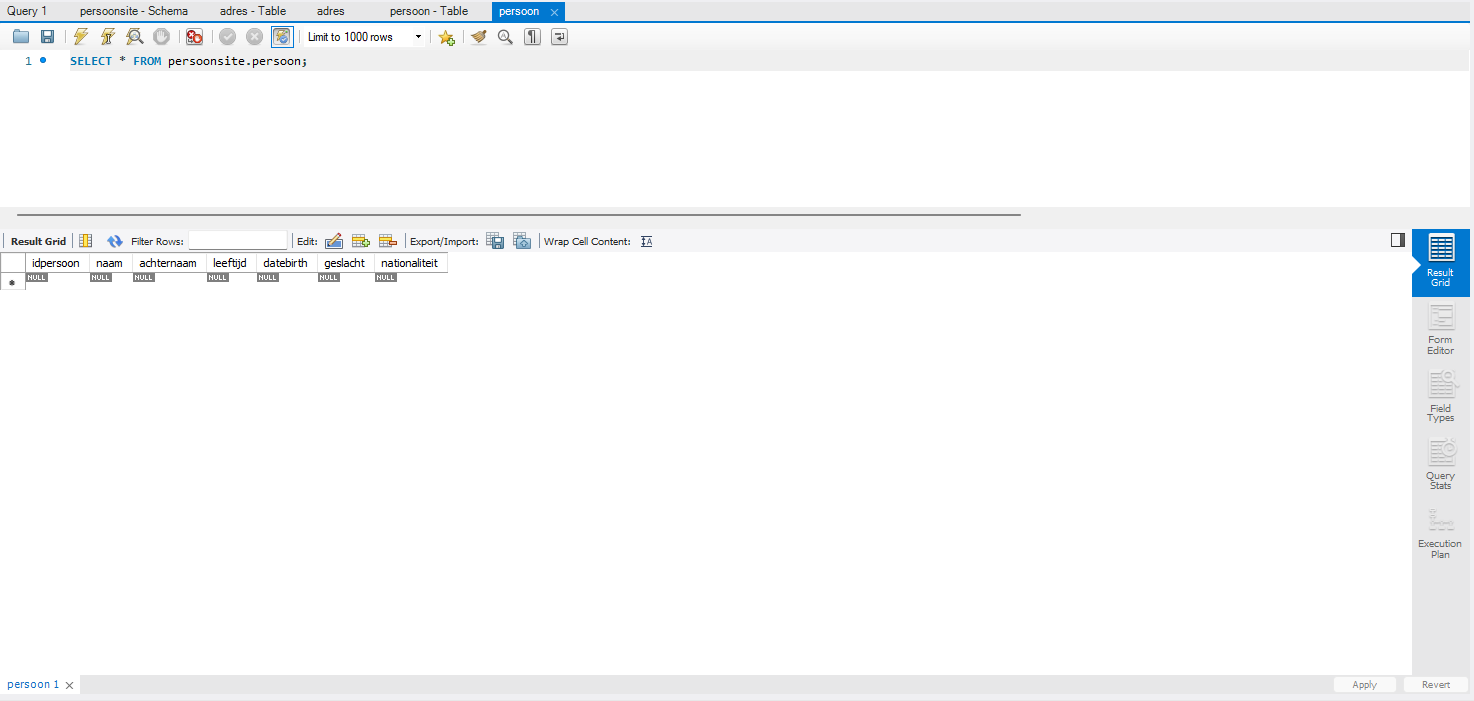 Query 1 persoonsite - Schema adres - Table adres persoon - Table persoon
Limit to 1000 rows
1 SELECT * FROM persoonsite.persoon;
Result Grid Filter Rows: Edit: Export/Import: Wrap Cell Content:
idpersoon naam achternaam leeftijd datebirth geslacht nationaliteit
NULL NULL NULL NULL NULL NULL NULL
Result
Grid
Form
Editor
Field
Types
Query
Stats
Execution
Plan
persoon 1 Apply Revert